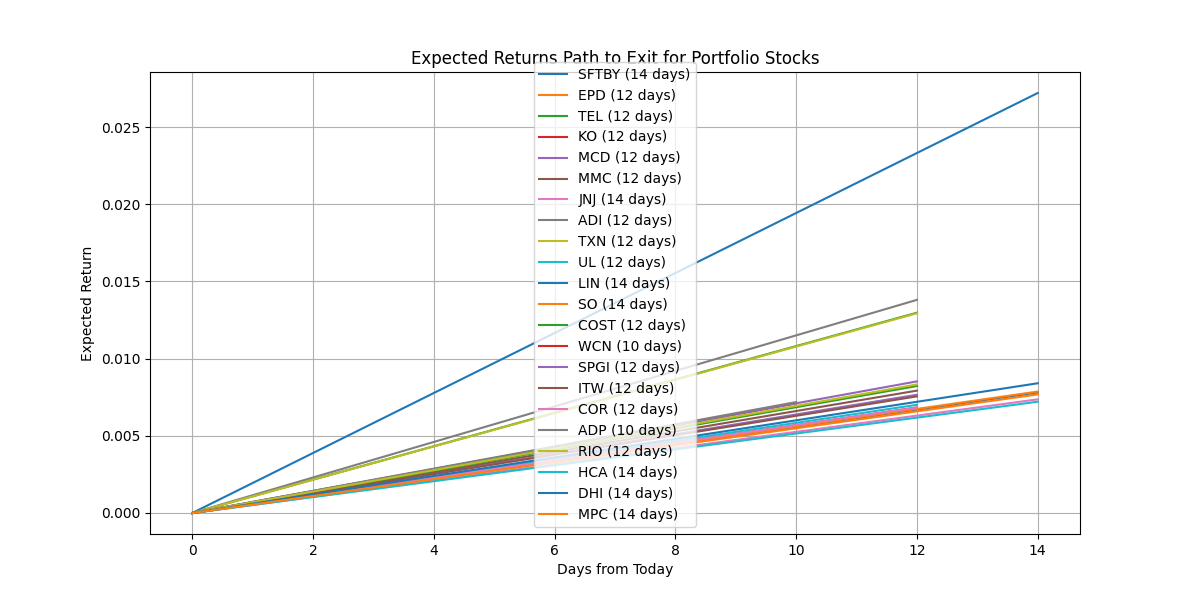 Expected Returns Path to Exit for Portfolio Stocks
SFTBY (14 days)
EPD (12 days)
TEL (12 days)
KO (12 days)
MCD (12 days)
MMC (12 days)
JNJ (14 days)
ADI (12 days)
TXN (12 days)
UL (12 days)
LIN (14 days)
SO (14 days)
COST (12 days)
WCN (10 days)
SPGI (12 days)
ITW (12 days)
COR (12 days)
ADP (10 days)
RIO (12 days)
HCA (14 days)
DHI (14 days)
MPC (14 days)
Expected Return
0.025
0.020
0.015
0.010
0.005
0.000
0 2 4 6 8 10 12 14
Days from Today